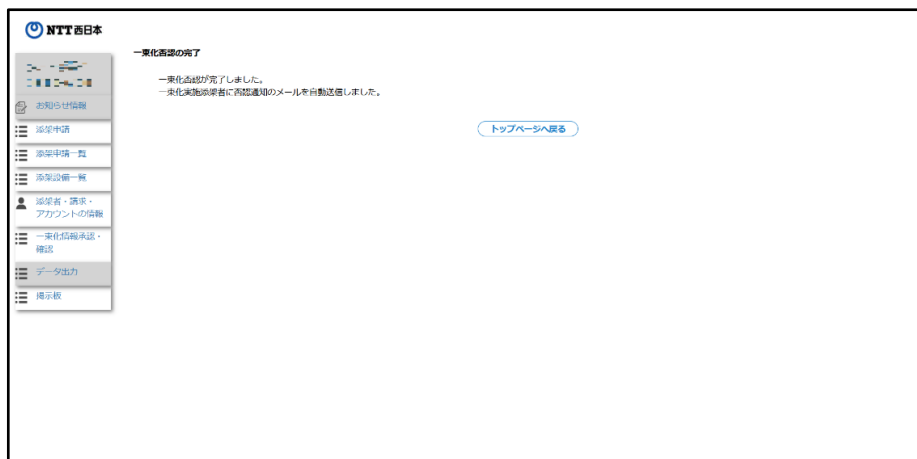 NTT西日本
一束化否認の完了
一束化否認が完了しました。
一束化実施添架者に否認通知のメールを自動送信しました。
トップページへ戻る
お知らせ情報
添架申請
添架申請一覧
添架設備一覧
添架者・請求・
アカウントの情報
一束化情報承認・
確認
データ出力
掲示板